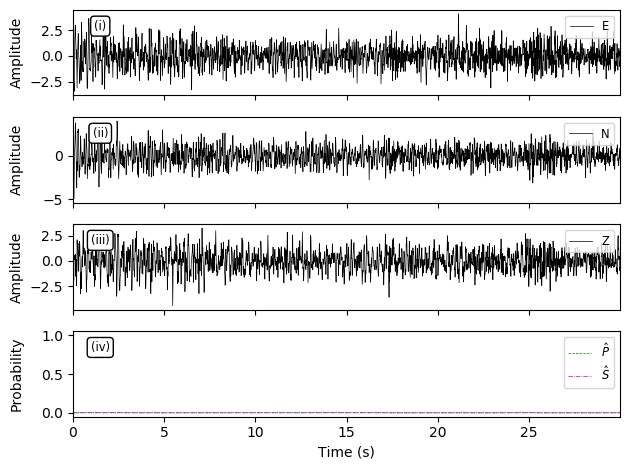 Amplitude
2.5
0.0
−2.5
(i)
E
Amplitude
0
−5
(ii)
N
Amplitude
2.5
0.0
−2.5
(iii)
Z
Probability
1.0
0.5
0.0
(iv)
P̂
Ŝ
0 5 10 15 20 25
Time (s)